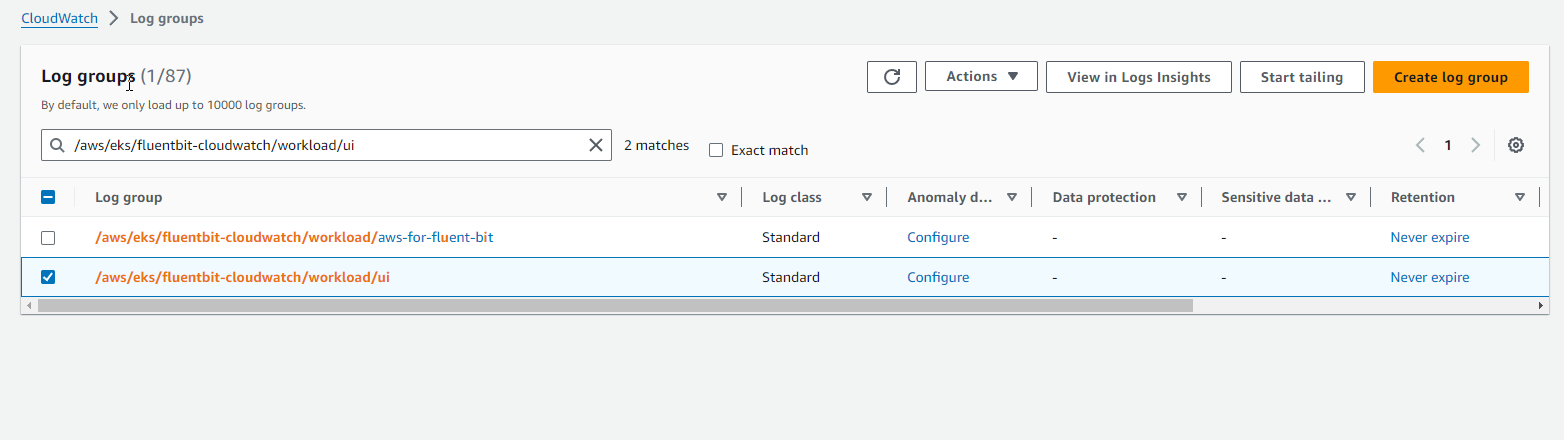 CloudWatch > Log groups
Log groups (1/87)
Actions ▼
View in Logs Insights
Start tailing
Create log group
By default, we only load up to 10000 log groups.
/aws/eks/fluentbit-cloudwatch/workload/ui
2 matches
Exact match
1
Log group Log class Anomaly d... Data protection Sensitive data ... Retention
/aws/eks/fluentbit-cloudwatch/workload/aws-for-fluent-bit Standard Configure - - Never expire
/aws/eks/fluentbit-cloudwatch/workload/ui Standard Configure - - Never expire